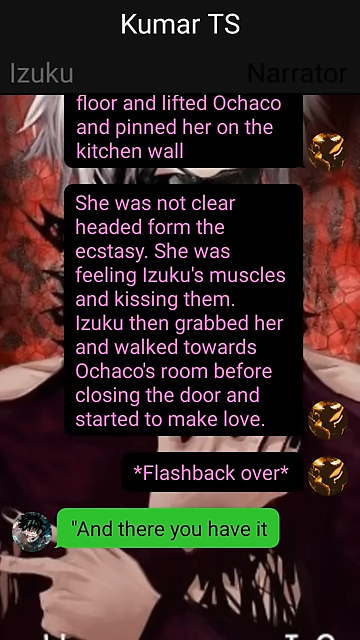 Kumar TS
Izuku Narrator
floor and lifted Ochaco
and pinned her on the
kitchen wall
She was not clear
headed form the
ecstasy. She was
feeling Izuku's muscles
and kissing them.
Izuku then grabbed her
and walked towards
Ochaco's room before
closing the door and
started to make love.
*Flashback over*
"And there you have it